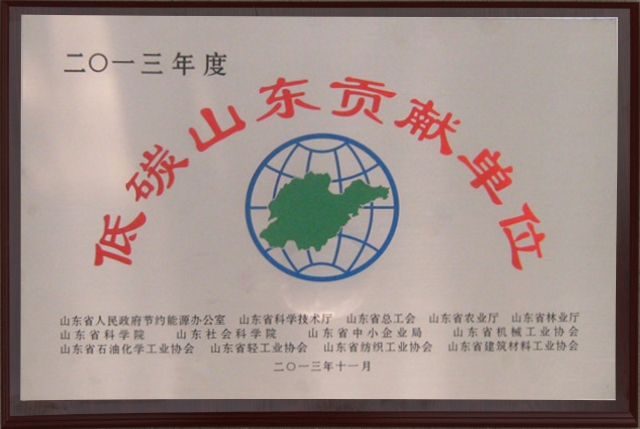 二〇一三年度
低碳山东贡献单位
山东省人民政府节约能源办公室 山东省科学技术厅 山东省总工会 山东省农业厅 山东省林业厅
山东省科学院 山东社会科学院 山东省中小企业局 山东省机械工业协会
山东省石油化学工业协会 山东省轻工业协会 山东省纺织工业协会 山东省建筑材料工业协会
二〇一三年十一月